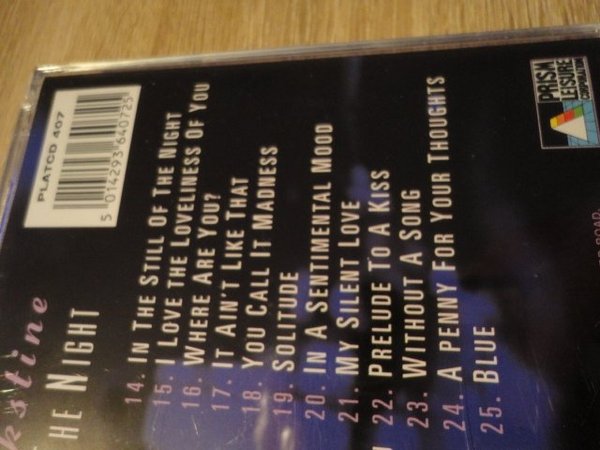 PLATCD 407
5 014293 640725
kstine
HE NIGHT
14. IN THE STILL OF THE NIGHT
15. I LOVE THE LOVELINESS OF YOU
16. WHERE ARE YOU?
17. IT AIN'T LIKE THAT
18. YOU CALL IT MADNESS
19. SOLITUDE
20. IN A SENTIMENTAL MOOD
21. MY SILENT LOVE
22. PRELUDE TO A KISS
23. WITHOUT A SONG
24. A PENNY FOR YOUR THOUGHTS
25. BLUE
PRISM
LEISURE
CORPORATION